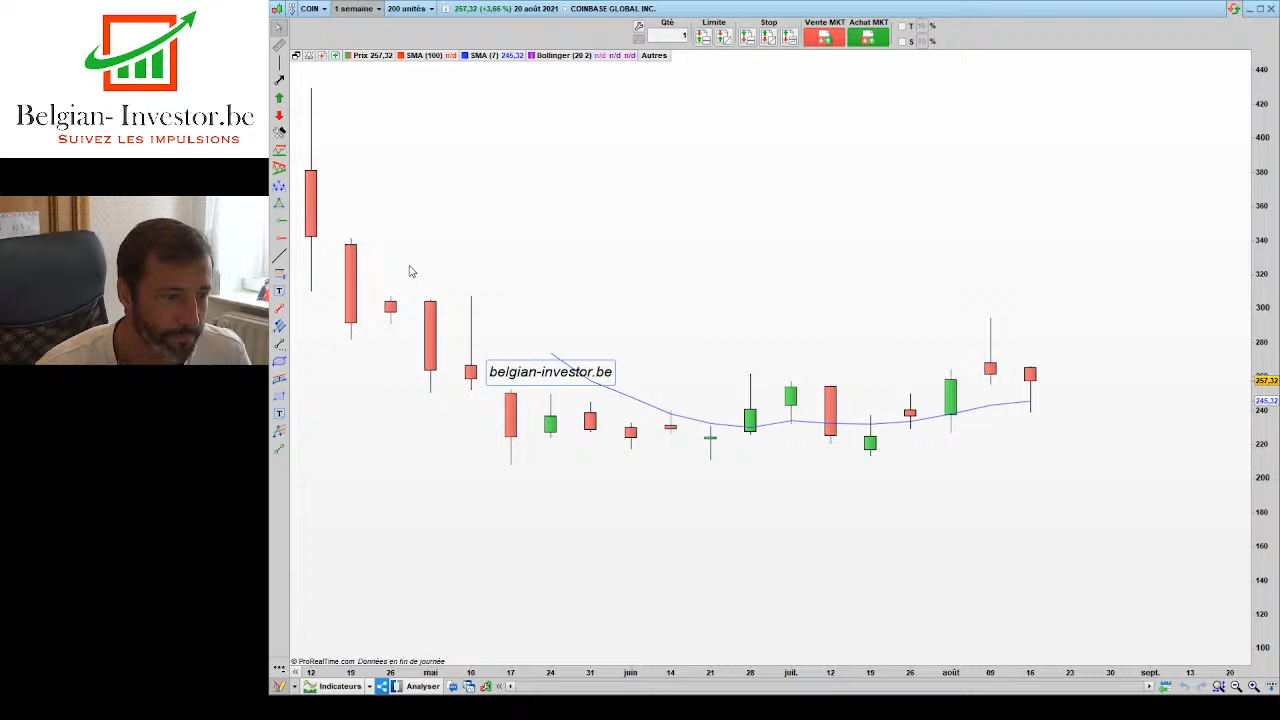 Belgian- Investor.be
SUIVEZ LES IMPULSIONS
COIN 1 semaine 200 unités 257,32 (+3,66 %) 20 août 2021 COINBASE GLOBAL INC.
Qté Limite Stop Vente MKT Achat MKT T 10 %
1 S 10 %
Prix 257,32 SMA (100) n/d SMA (7) 245,32 Bollinger (20 2) n/d n/d n/d Autres
440
420
400
380
360
340
320
300
280
257,32
245,32
240
220
200
180
160
140
120
100
belgian-investor.be
© ProRealTime.com Données en fin de journée
12 19 26 mai 10 17 24 31 juin 14 21 28 juil. 12 19 26 août 09 16 23 30 sept. 13 20
Indicateurs Analyser